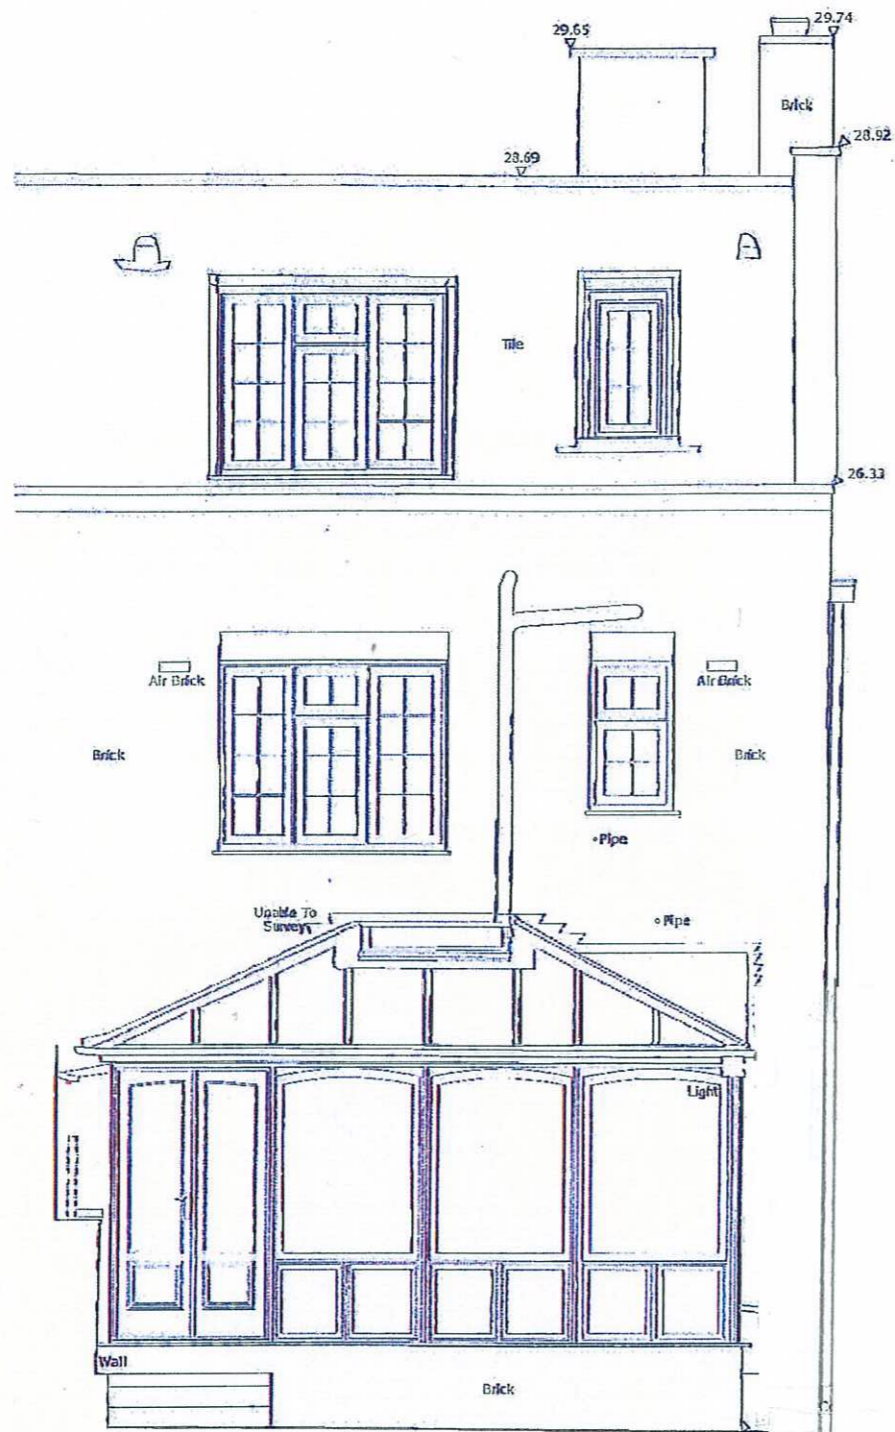 29.65
29.74
Brick
28.92
28.69
Tile
26.33
Air Brick
Air Brick
Brick
Brick
Pipe
Unable To
Survey
Pipe
Light
Wall
Brick